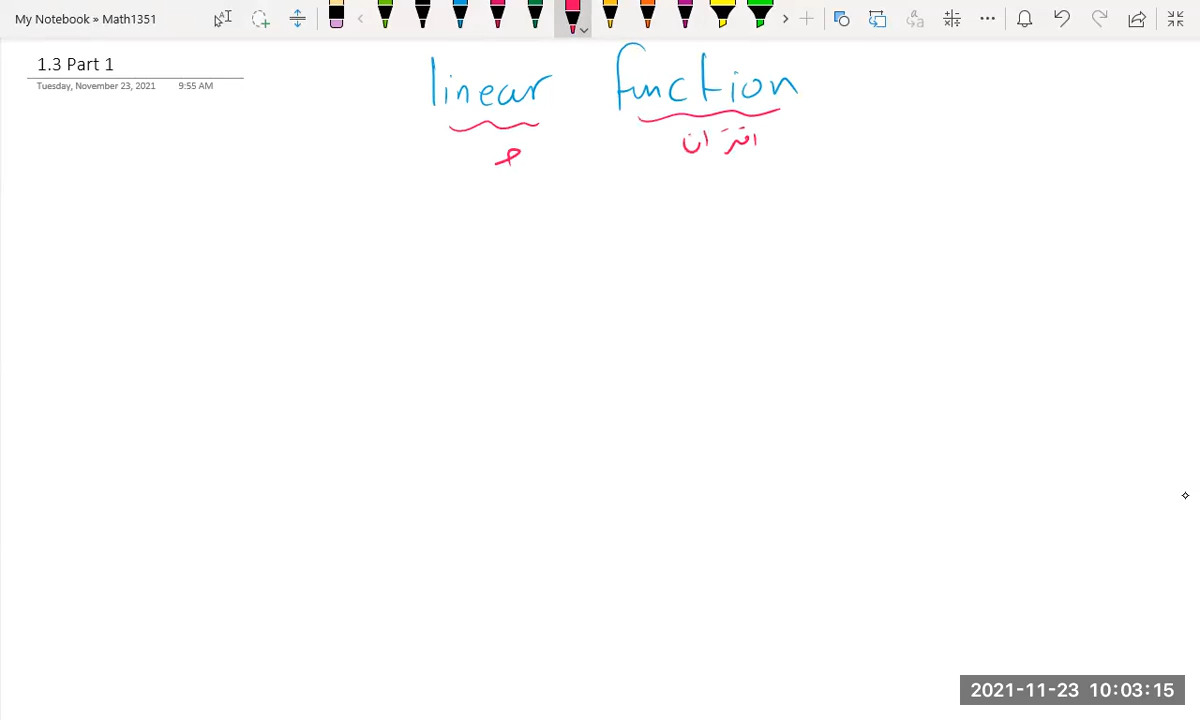 My Notebook » Math1351
1.3 Part 1
Tuesday, November 23, 2021 9:55 AM
linear function
اقتران
2021-11-23 10:03:15